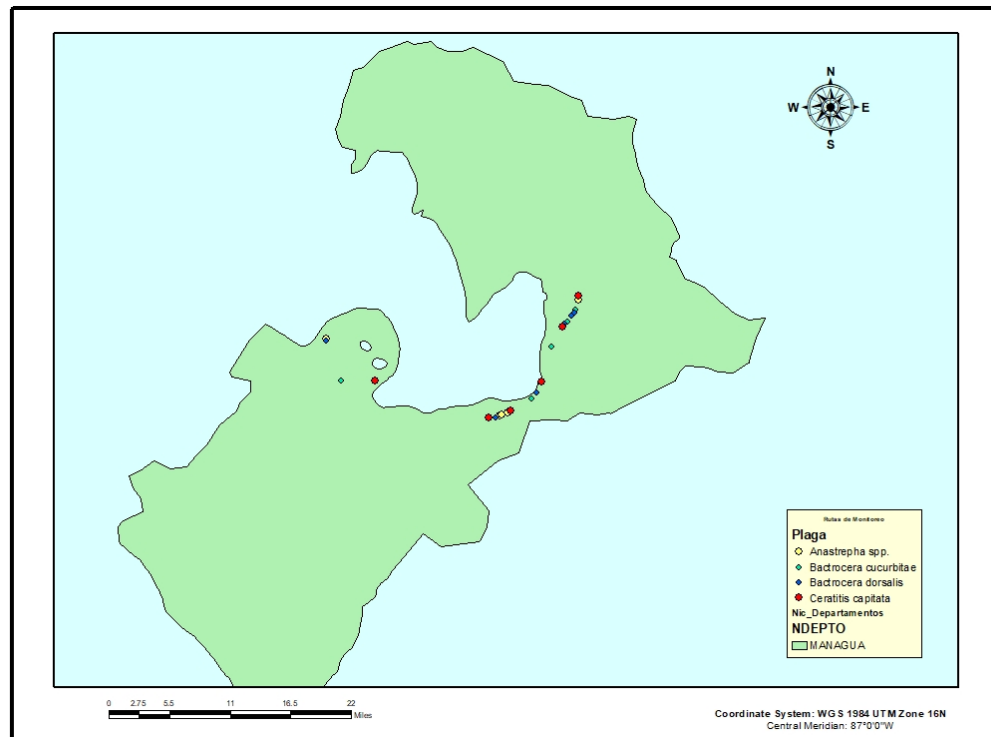 N
W E
S
Rutas de Monitoreo
Plaga
Anastrepha spp.
Bactrocera cucurbitae
Bactrocera dorsalis
Ceratitis capitata
Nic_Departamentos
NDEPTO
MANAGUA
0 2.75 5.5 11 16.5 22
Miles
Coordinate System: WGS 1984 UTM Zone 16N
Central Meridian: 87°0'0"W